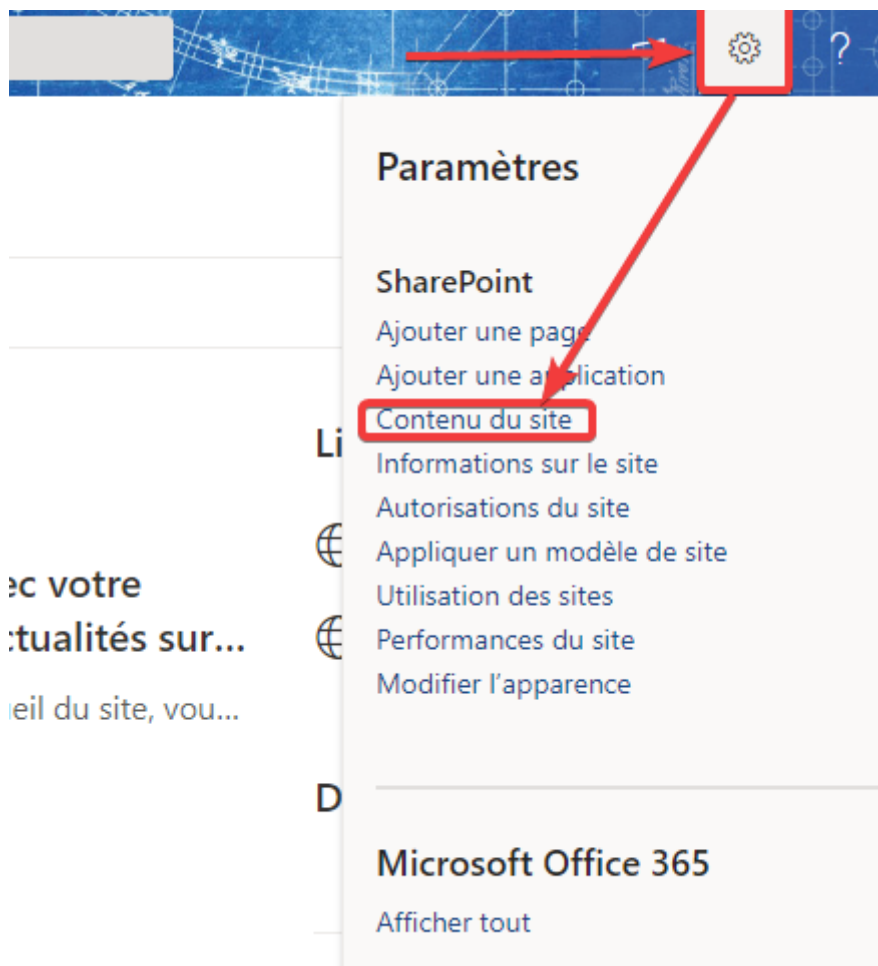 ?
Paramètres
SharePoint
Ajouter une page
Ajouter une application
Contenu du site
Li
Informations sur le site
Autorisations du site
Appliquer un modèle de site
ec votre
Utilisation des sites
ctualités sur...
Performances du site
Modifier l’apparence
eil du site, vou...
D
Microsoft Office 365
Afficher tout